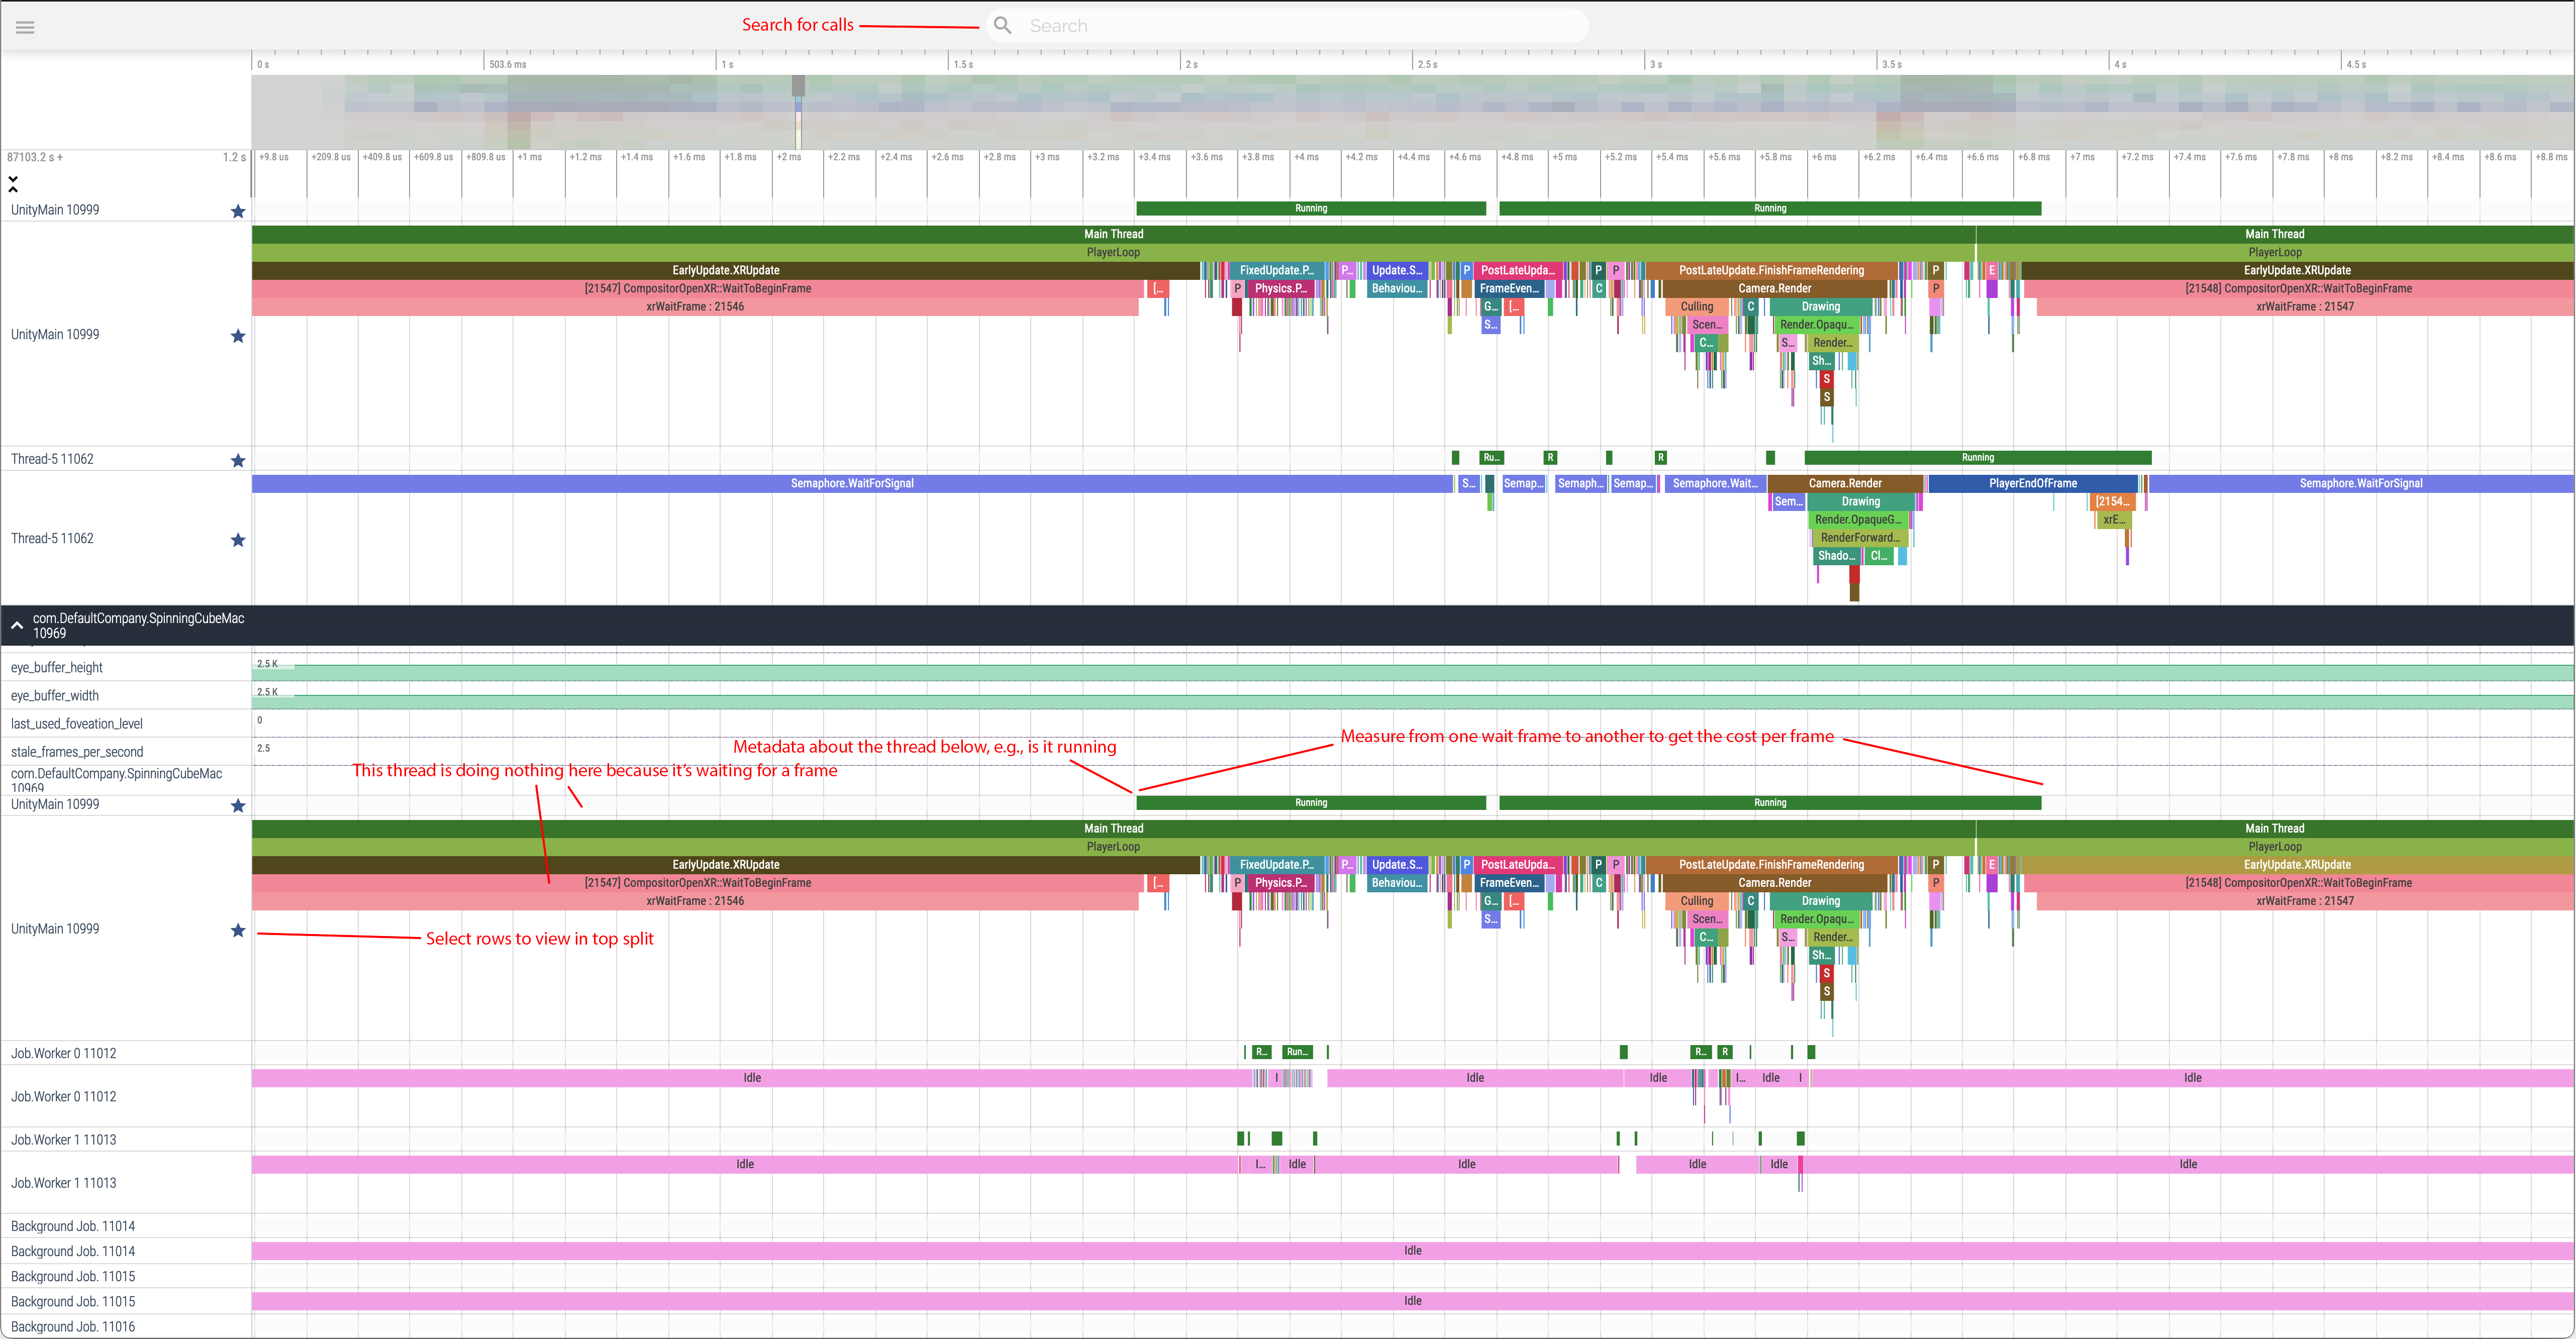 Search for calls
Search
0 s 503.6 ms 1 s 1.5 s 2 s 2.5 s 3 s 3.5 s 4 s 4.5 s
87103.2 s + 1.2 s +9.8 us +209.8 us +409.8 us +609.8 us +809.8 us +1 ms +1.2 ms +1.4 ms +1.6 ms +1.8 ms +2 ms +2.2 ms +2.4 ms +2.6 ms +2.8 ms +3 ms +3.2 ms +3.4 ms +3.6 ms +3.8 ms +4 ms +4.2 ms +4.4 ms +4.6 ms +4.8 ms +5 ms +5.2 ms +5.4 ms +5.6 ms +5.8 ms +6 ms +6.2 ms +6.4 ms +6.6 ms +6.8 ms +7 ms +7.2 ms +7.4 ms +7.6 ms +7.8 ms +8 ms +8.2 ms +8.4 ms +8.6 ms +8.8 ms
UnityMain 10999 Running Running
Main Thread Main Thread
PlayerLoop PlayerLoop
EarlyUpdate.XRUpdate FixedUpdate.P... P... Update.S... P PostLateUpda... P P PostLateUpdate.FinishFrameRendering P E EarlyUpdate.XRUpdate
[21547] CompositorOpenXR::WaitToBeginFrame [... P Physics.P... Behaviou... FrameEven... C Camera.Render P [21548] CompositorOpenXR::WaitToBeginFrame
xrWaitFrame : 21546 G... [... Culling C Drawing xrWaitFrame : 21547
S... Scen... Render.Opaqu...
UnityMain 10999 C... S... Render...
Sh...
S
S
Thread-5 11062 Ru... R R Running
Semaphore.WaitForSignal S... Semap... Semaph... Semap... Semaphore.Wait... Camera.Render PlayerEndOfFrame Semaphore.WaitForSignal
Sem... Drawing [2154...
Render.OpaqueG... xrE...
Thread-5 11062 RenderForward...
Shado... Cl...
com.DefaultCompany.SpinningCubeMac
10969
eye_buffer_height 2.5 K
eye_buffer_width 2.5 K
last_used_foveation_level 0
stale_frames_per_second 2.5
Measure from one wait frame to another to get the cost per frame
Metadata about the thread below, e.g., is it running
This thread is doing nothing here because it's waiting for a frame
com.DefaultCompany.SpinningCubeMac
10969
UnityMain 10999 Running Running
Main Thread Main Thread
PlayerLoop PlayerLoop
EarlyUpdate.XRUpdate FixedUpdate.P... P... Update.S... P PostLateUpda... P P PostLateUpdate.FinishFrameRendering P E EarlyUpdate.XRUpdate
[21547] CompositorOpenXR::WaitToBeginFrame [... P Physics.P... Behaviou... FrameEven... C Camera.Render P [21548] CompositorOpenXR::WaitToBeginFrame
xrWaitFrame : 21546 G... [... Culling C Drawing xrWaitFrame : 21547
S... Scen... Render.Opaqu...
UnityMain 10999 C... S... Render...
Select rows to view in top split
Sh...
S
S
Job.Worker 0 11012 R... Run... R... R
Idle I Idle Idle I... Idle I Idle
Job.Worker 0 11012
Job.Worker 1 11013
Idle I... Idle Idle Idle Idle Idle
Job.Worker 1 11013
Background Job. 11014
Background Job. 11014 Idle
Background Job. 11015
Background Job. 11015 Idle
Background Job. 11016